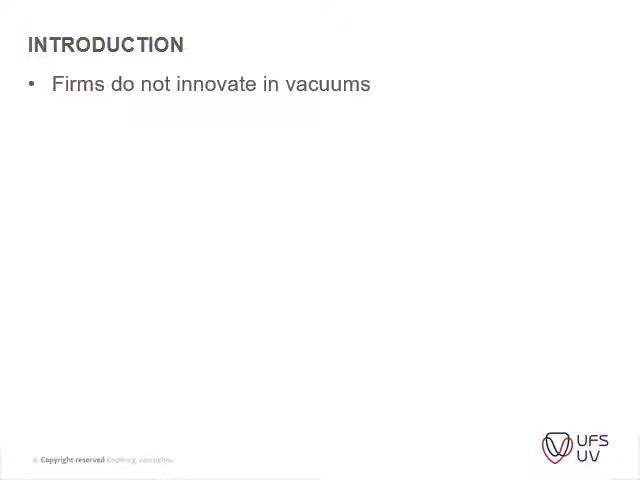 INTRODUCTION
• Firms do not innovate in vacuums
UFS
UV
© Copyright reserved